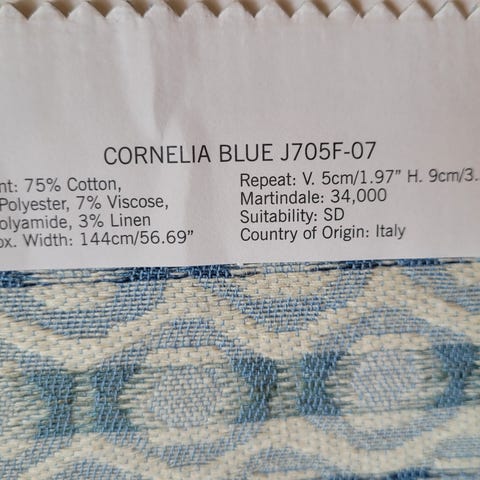 CORNELIA BLUE J705F-07
nt: 75% Cotton,
Polyester, 7% Viscose,
olyamide, 3% Linen
ox. Width: 144cm/56.69”
Repeat: V. 5cm/1.97” H. 9cm/3.
Martindale: 34,000
Suitability: SD
Country of Origin: Italy